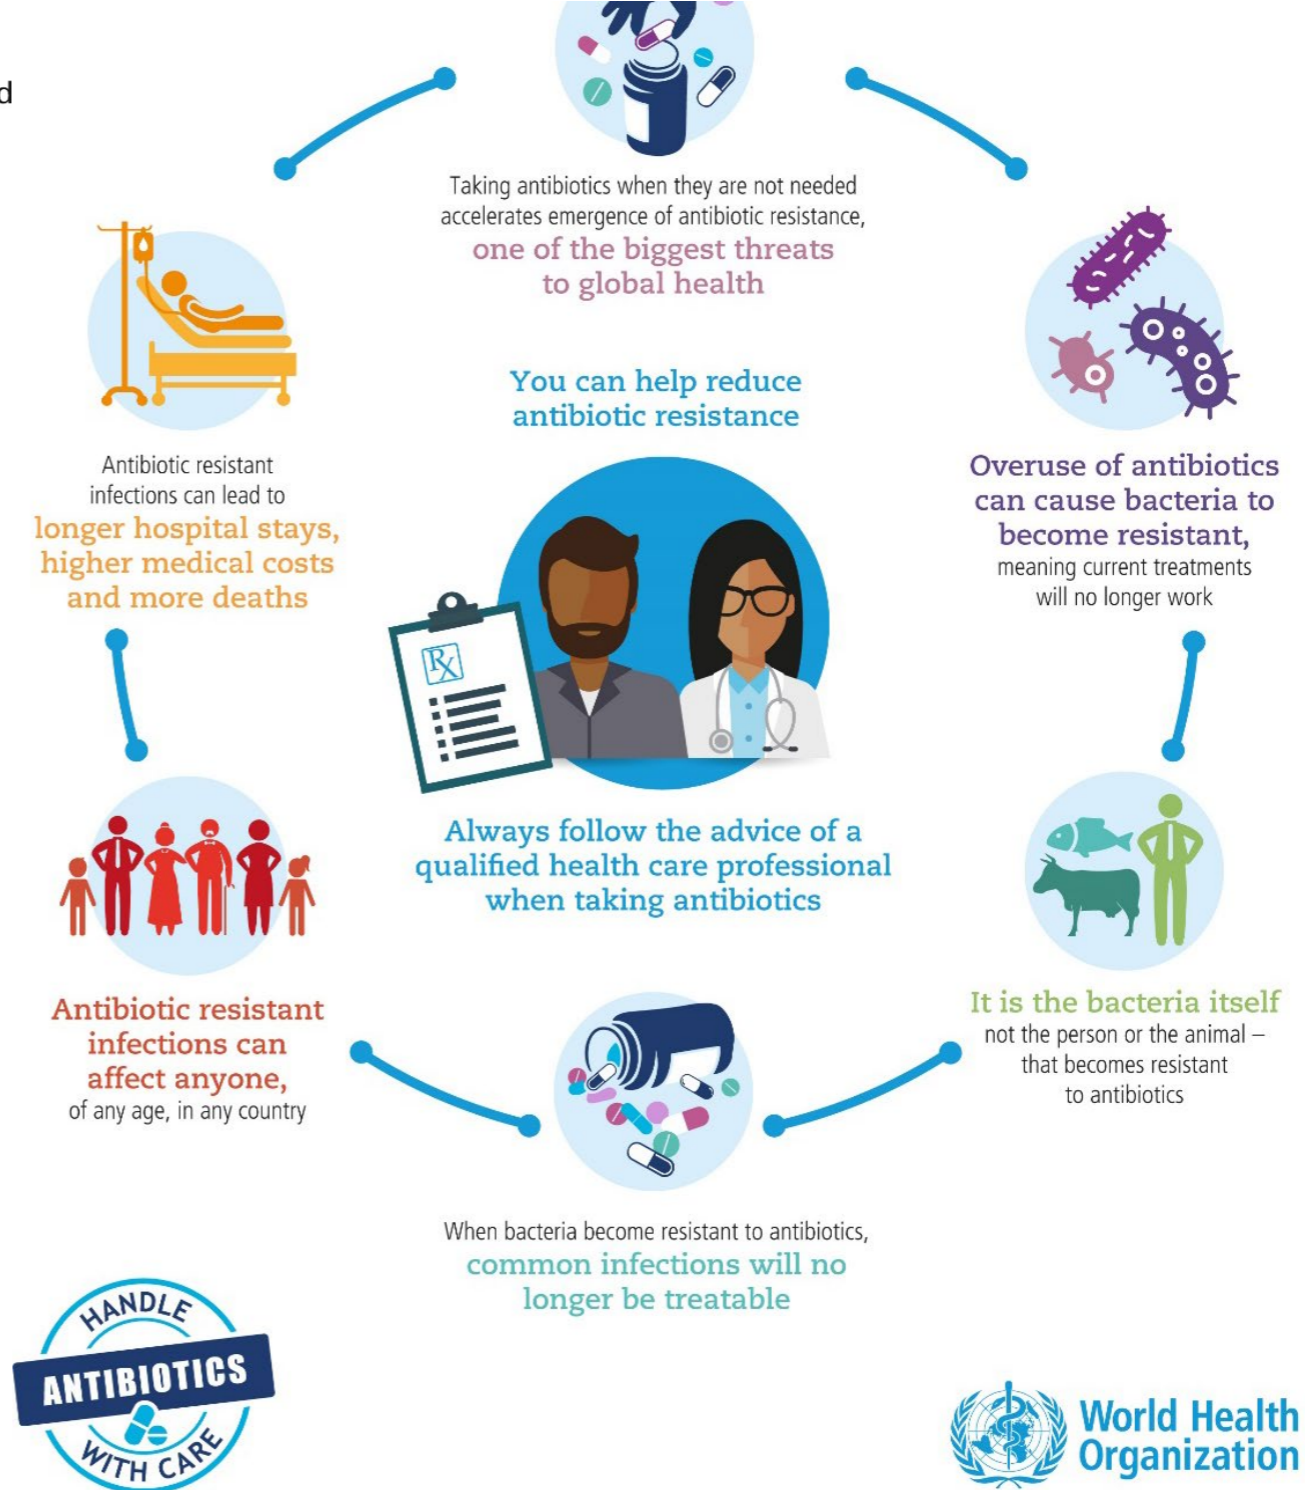 d
Taking antibiotics when they are not needed
accelerates emergence of antibiotic resistance,
one of the biggest threats
to global health
You can help reduce
antibiotic resistance
Antibiotic resistant
infections can lead to
longer hospital stays,
higher medical costs
and more deaths
Overuse of antibiotics
can cause bacteria to
become resistant,
meaning current treatments
will no longer work
Rx
Always follow the advice of a
qualified health care professional
when taking antibiotics
Antibiotic resistant
infections can
affect anyone,
of any age, in any country
It is the bacteria itself
not the person or the animal –
that becomes resistant
to antibiotics
When bacteria become resistant to antibiotics,
common infections will no
longer be treatable
HANDLE
ANTIBIOTICS
WITH CARE
World Health
Organization